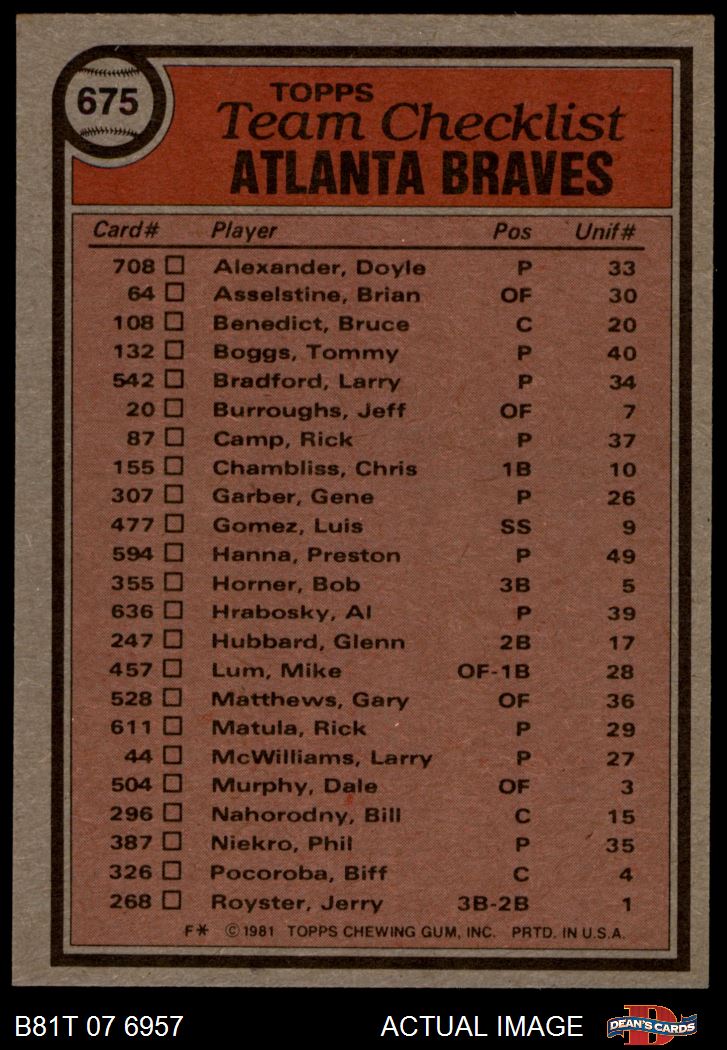 675
TOPPS
Team Checklist
ATLANTA BRAVES
Card# Player Pos Unif#
708 Alexander, Doyle P 33
64 Asselstine, Brian OF 30
108 Benedict, Bruce C 20
132 Boggs, Tommy P 40
542 Bradford, Larry P 34
20 Burroughs, Jeff OF 7
87 Camp, Rick P 37
155 Chambliss, Chris 1B 10
307 Garber, Gene P 26
477 Gomez, Luis SS 9
594 Hanna, Preston P 49
355 Horner, Bob 3B 5
636 Hrabosky, Al P 39
247 Hubbard, Glenn 2B 17
457 Lum, Mike OF-1B 28
528 Matthews, Gary OF 36
611 Matula, Rick P 29
44 McWilliams, Larry P 27
504 Murphy, Dale OF 3
296 Nahorodny, Bill C 15
387 Niekro, Phil P 35
326 Pocoroba, Biff C 4
268 Royster, Jerry 3B-2B 1
F* © 1981 TOPPS CHEWING GUM, INC. PRTD. IN U.S.A.
B81T 07 6957 ACTUAL IMAGE DEAN'S CARDS